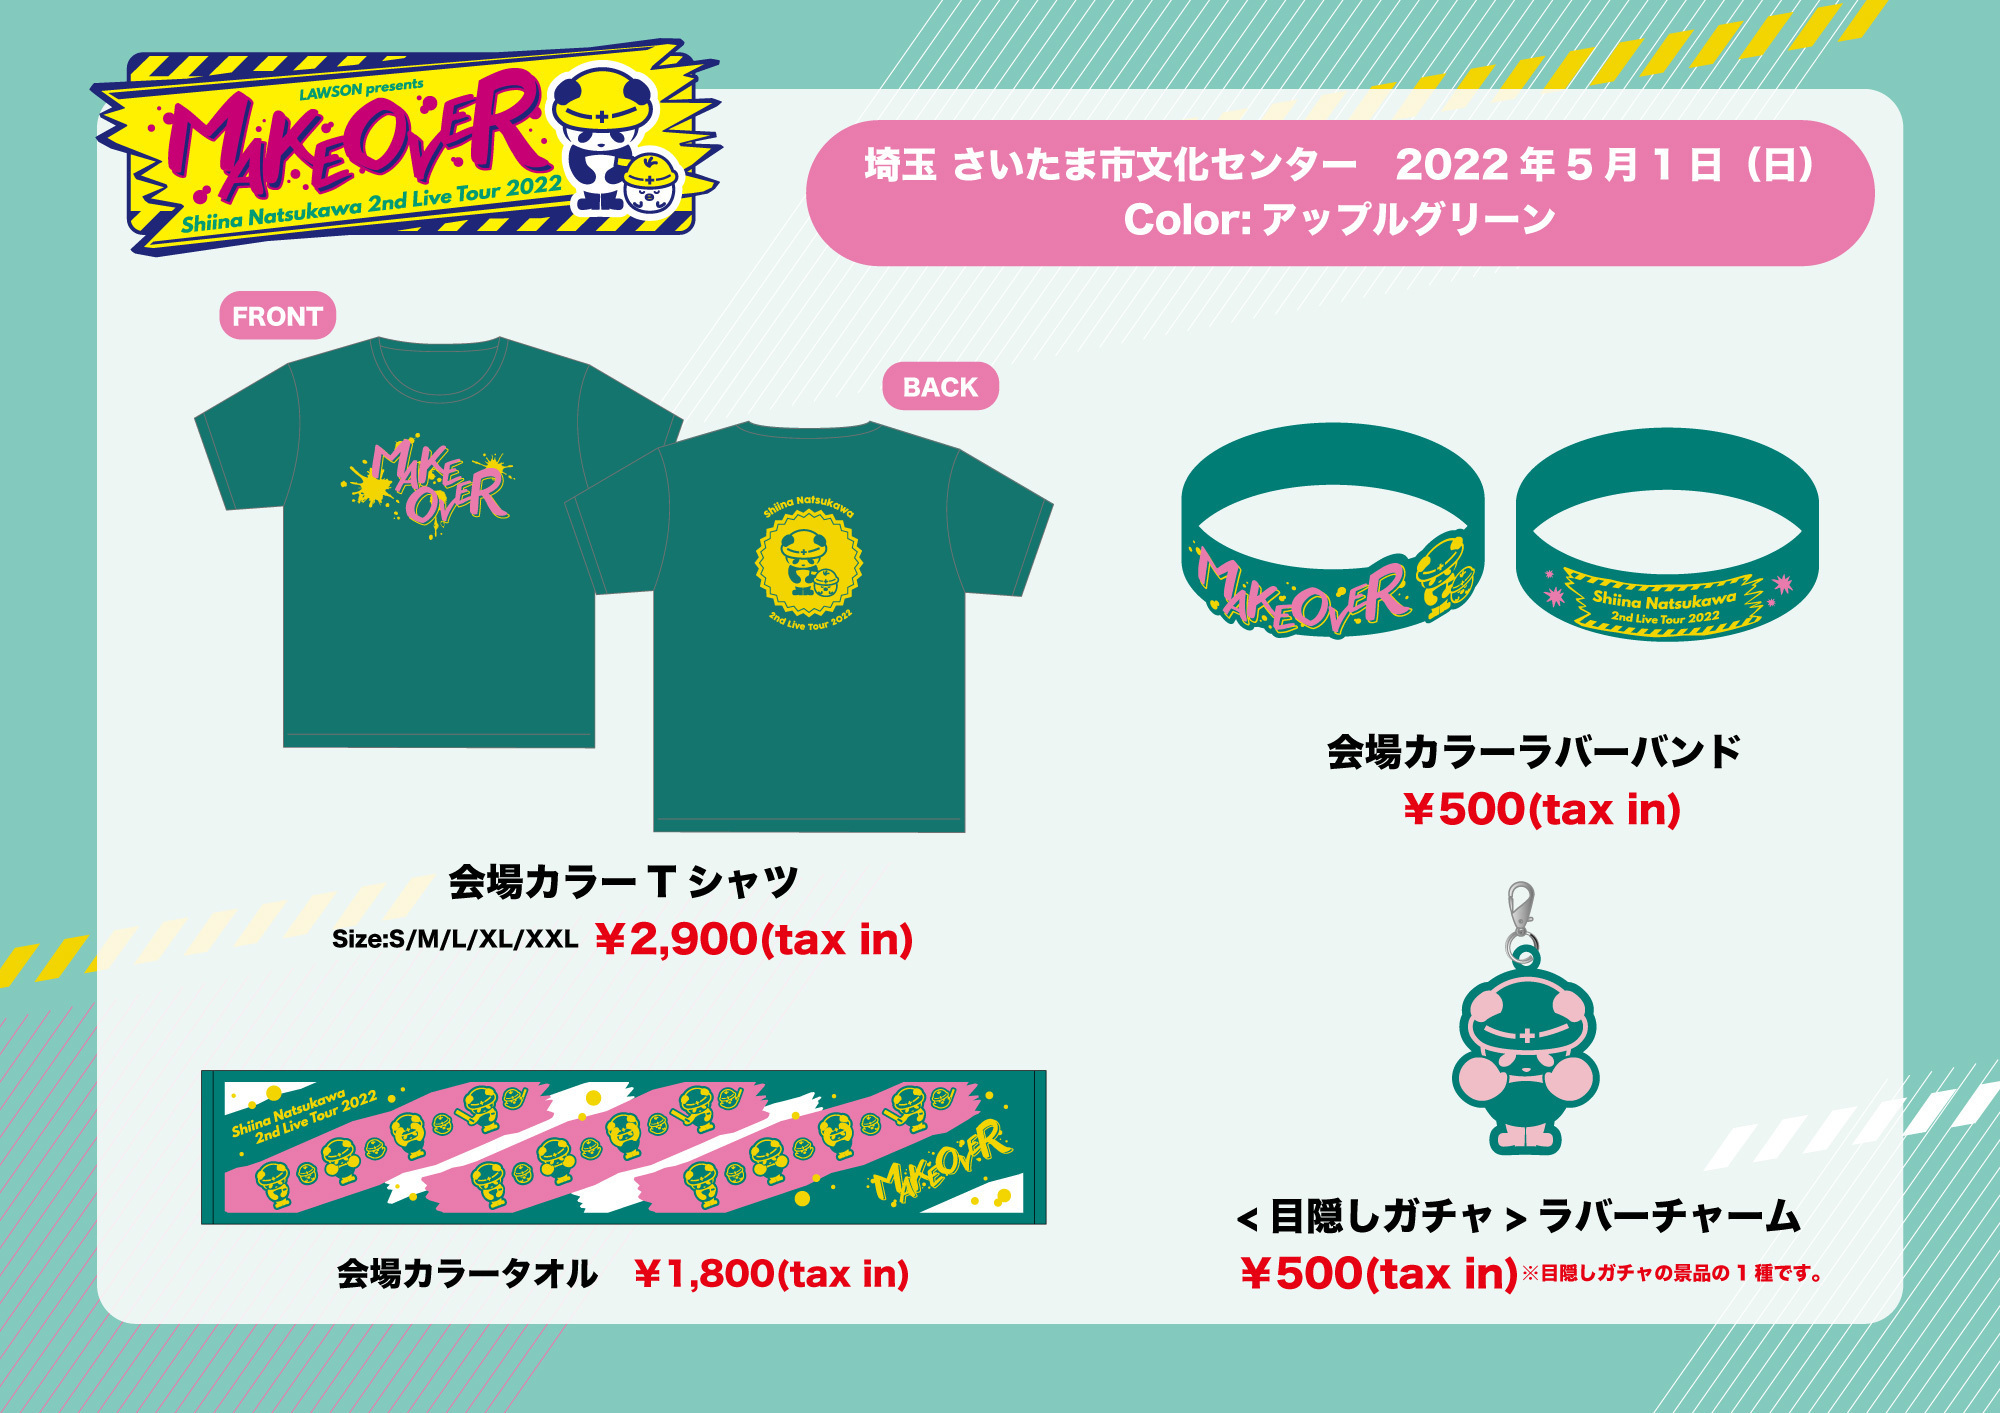 LAWSON presents
MAKEOVER
Shiina Natsukawa 2nd Live Tour 2022
埼玉 さいたま市文化センター　2022年5月1日（日）
Color:アップルグリーン
FRONT
BACK
MAKE
OVER
Shiina Natsukawa
2nd Live Tour 2022
MAKEOVER
Shiina Natsukawa
2nd Live Tour 2022
会場カラーTシャツ
Size:S/M/L/XL/XXL ¥2,900(tax in)
会場カラーラバーバンド
¥500(tax in)
Shiina Natsukawa
2nd Live Tour 2022
MAKEOVER
会場カラータオル　¥1,800(tax in)
<目隠しガチャ>ラバーチャーム
¥500(tax in)※目隠しガチャの景品の1種です。